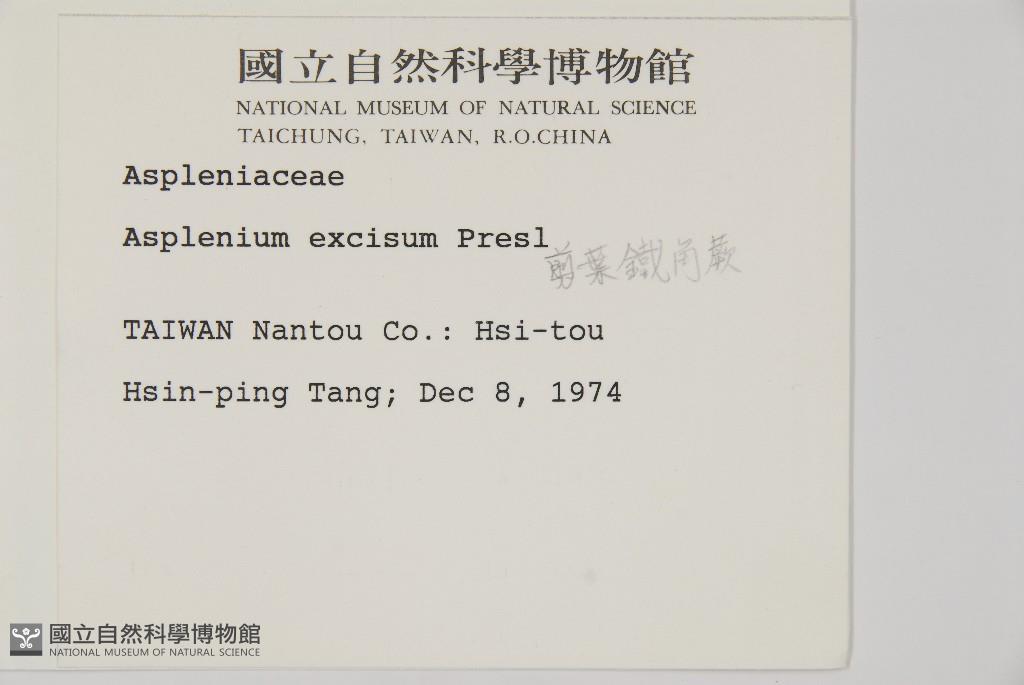 國立自然科學博物館
NATIONAL MUSEUM OF NATURAL SCIENCE
TAICHUNG, TAIWAN, R.O.CHINA
Aspleniaceae
Asplenium excisum Presl
剪葉鐵角蕨
TAIWAN Nantou Co.: Hsi-tou
Hsin-ping Tang; Dec 8, 1974
國立自然科學博物館
NATIONAL MUSEUM OF NATURAL SCIENCE